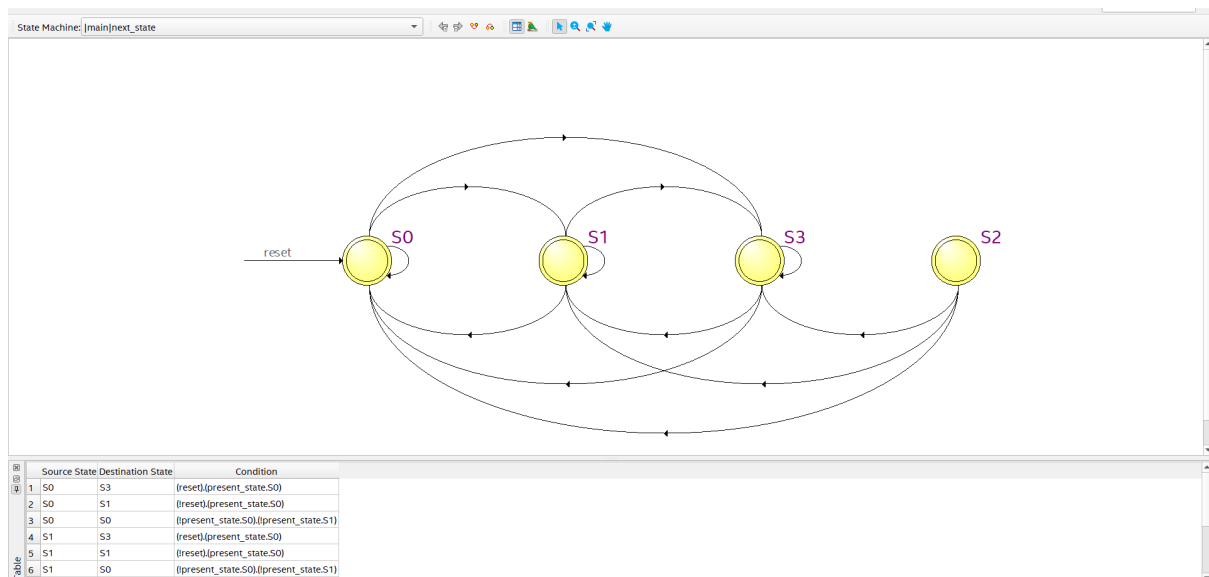 State Machine: |main|next_state
reset
S0
S1
S3
S2
Source State Destination State Condition
1 S0 S3 (reset).(present_state.S0)
2 S0 S1 (!reset).(present_state.S0)
3 S0 S0 (!present_state.S0).(!present_state.S1)
4 S1 S3 (reset).(present_state.S0)
5 S1 S1 (!reset).(present_state.S0)
6 S1 S0 (!present_state.S0).(!present_state.S1)